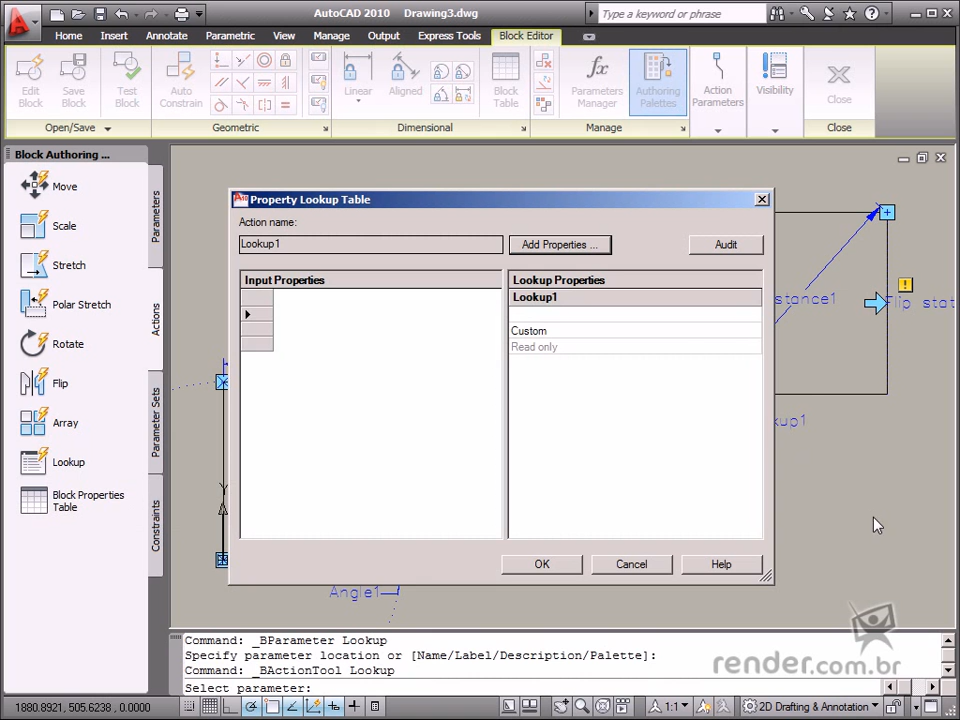 AutoCAD 2010 Drawing3.dwg
Type a keyword or phrase
Home Insert Annotate Parametric View Manage Output Express Tools Block Editor
Edit Block
Save Block
Test Block
Auto Constrain
Linear
Aligned
Block Table
Parameters Manager
Authoring Palettes
Action Parameters
Visibility
Close
Open/Save Geometric Dimensional Manage Close
Block Authoring ...
Move
Scale
Stretch
Polar Stretch
Rotate
Flip
Array
Lookup
Block Properties
Table
Parameters
Actions
Parameter Sets
Constraints
Property Lookup Table
Action name:
Lookup1
Add Properties ...
Audit
Input Properties
Lookup Properties
Lookup1
Custom
Read only
OK
Cancel
Help
stance1
Flip stat
kup1
Y
Angle1
Command: _BParameter Lookup
Specify parameter location or [Name/Label/Description/Palette]:
Command: _BActionTool Lookup
Select parameter:
render.com.br
1880.8921, 505.6238 , 0.0000
1:1
2D Drafting & Annotation